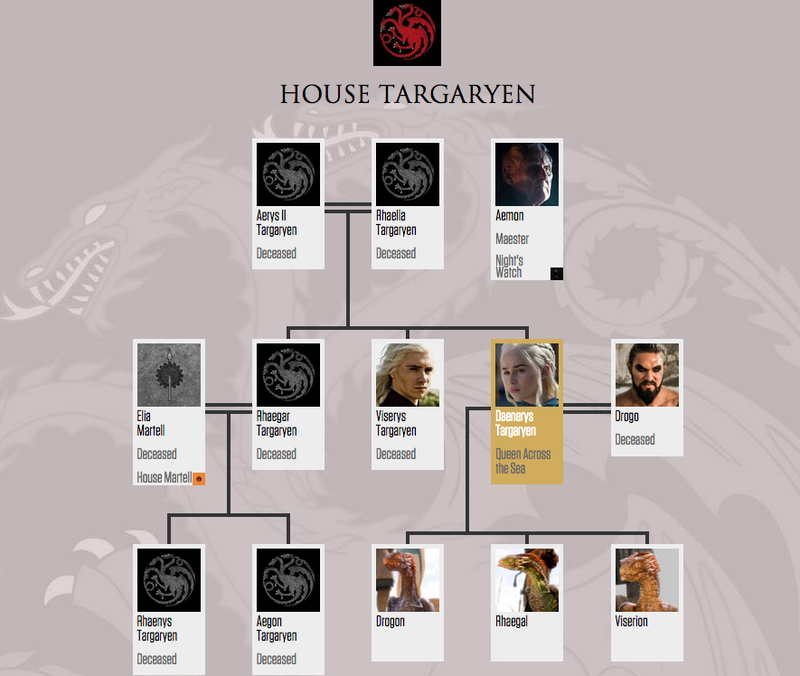 HOUSE TARGARYEN
Aerys II
Targaryen
Deceased
Rhaella
Targaryen
Deceased
Aemon
Maester
Night's
Watch
Elia
Martell
Deceased
House Martell
Rhaegar
Targaryen
Deceased
Viserys
Targaryen
Deceased
Daenerys
Targaryen
Queen Across
the Sea
Drogo
Deceased
Rhaenys
Targaryen
Deceased
Aegon
Targaryen
Deceased
Drogon
Rhaegal
Viserion